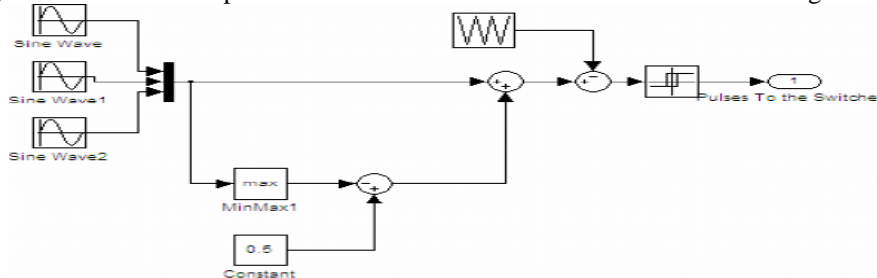 Sine Wave
Sine Wave1
Sine Wave2
1
Pulses To the Switche
max
MinMax1
0.5
Constant